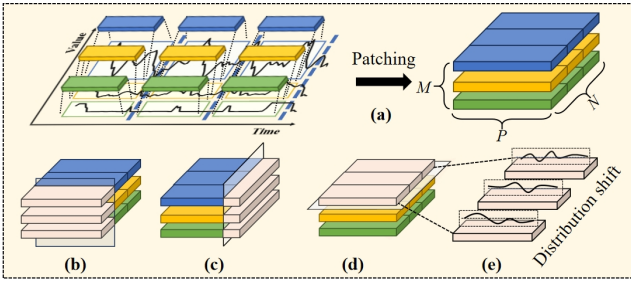 Value
Time
Patching
(a)
M
P
N
(b)
(c)
(d)
(e)
Distribution shift